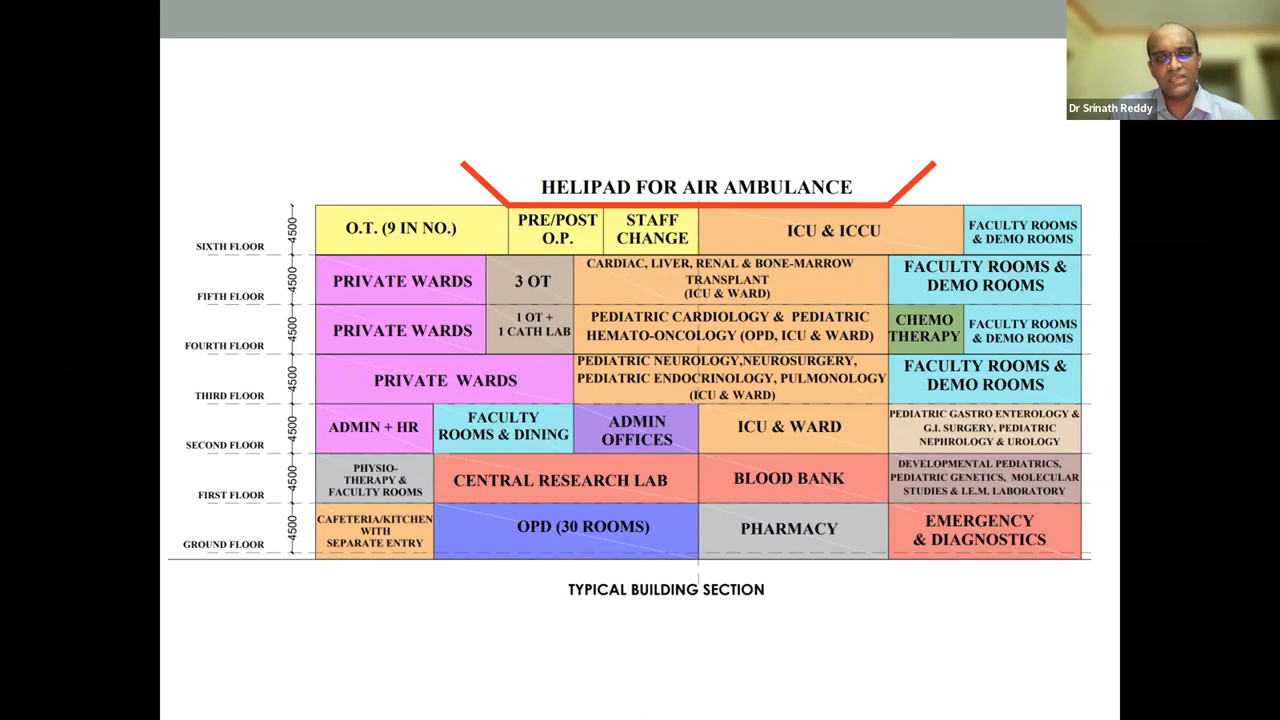 Dr Srinath Reddy
HELIPAD FOR AIR AMBULANCE
SIXTH FLOOR
4500
O.T. (9 IN NO.)
PRE/POST
O.P.
STAFF
CHANGE
ICU & ICCU
FACULTY ROOMS
& DEMO ROOMS
FIFTH FLOOR
4500
PRIVATE WARDS
3 OT
CARDIAC, LIVER, RENAL & BONE-MARROW
TRANSPLANT
(ICU & WARD)
FACULTY ROOMS &
DEMO ROOMS
FOURTH FLOOR
4500
PRIVATE WARDS
1 OT +
1 CATH LAB
PEDIATRIC CARDIOLOGY & PEDIATRIC
HEMATO-ONCOLOGY (OPD, ICU & WARD)
CHEMO
THERAPY
FACULTY ROOMS
& DEMO ROOMS
THIRD FLOOR
4500
PRIVATE WARDS
PEDIATRIC NEUROLOGY,NEUROSURGERY,
PEDIATRIC ENDOCRINOLOGY, PULMONOLOGY
(ICU & WARD)
FACULTY ROOMS &
DEMO ROOMS
SECOND FLOOR
4500
ADMIN + HR
FACULTY
ROOMS & DINING
ADMIN
OFFICES
ICU & WARD
PEDIATRIC GASTRO ENTEROLOGY &
G.I. SURGERY, PEDIATRIC
NEPHROLOGY & UROLOGY
FIRST FLOOR
4500
PHYSIO-
THERAPY &
FACULTY ROOMS
CENTRAL RESEARCH LAB
BLOOD BANK
DEVELOPMENTAL PEDIATRICS,
PEDIATRIC GENETICS, MOLECULAR
STUDIES & I.E.M. LABORATORY
GROUND FLOOR
4500
CAFETERIA/KITCHEN
WITH
SEPARATE ENTRY
OPD (30 ROOMS)
PHARMACY
EMERGENCY
& DIAGNOSTICS
TYPICAL BUILDING SECTION